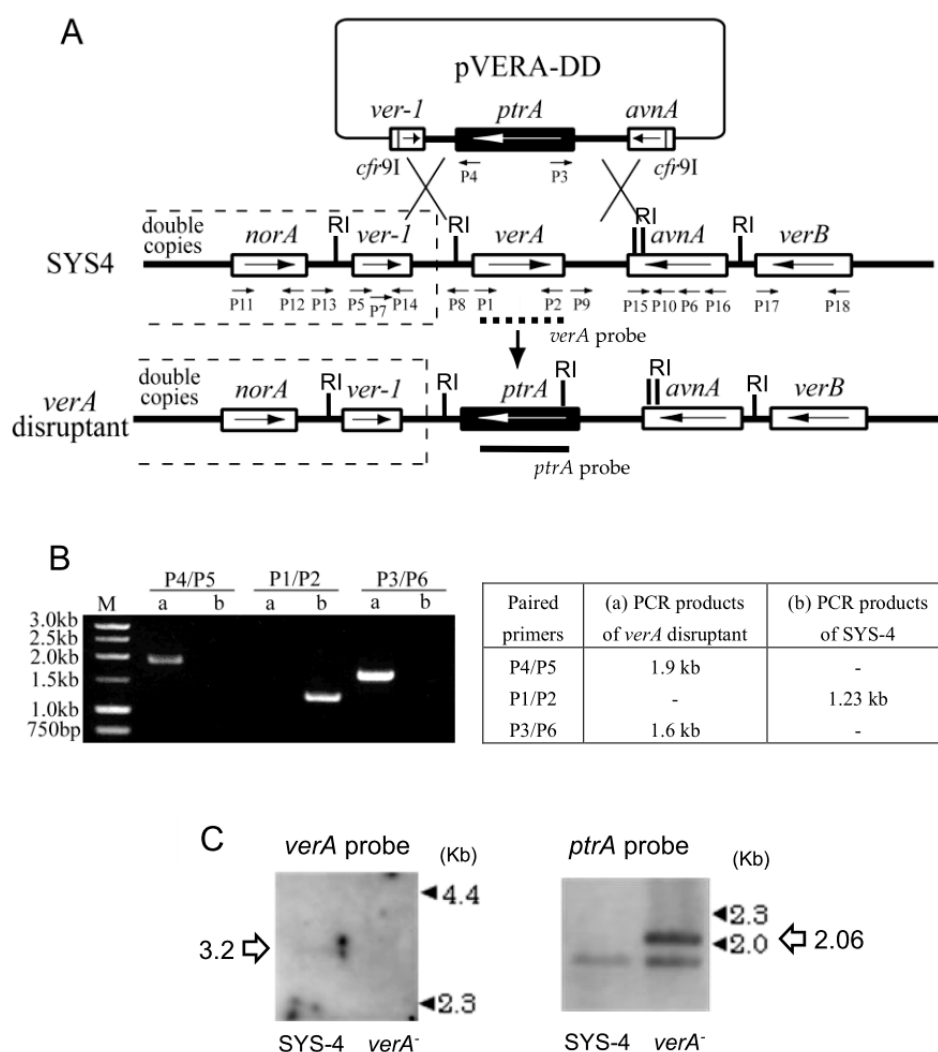 A
pVERA-DD
ver-1 ptrA avnA
cfr9I P4 P3 cfr9I
double copies
RI RI RI RI
SYS4 norA ver-1 verA avnA verB
P11 P12 P13 P5 P7 P14 P8 P1 P2 P9 P15 P10 P6 P16 P17 P18
verA probe
double copies
RI RI RI RI RI
verA disruptant norA ver-1 ptrA avnA verB
ptrA probe
B
P4/P5 P1/P2 P3/P6
M a b a b a b
3.0kb
2.5kb
2.0kb
1.5kb
1.0kb
750bp
Paired primers (a) PCR products of verA disruptant (b) PCR products of SYS-4
P4/P5 1.9 kb -
P1/P2 - 1.23 kb
P3/P6 1.6 kb -
C
verA probe (Kb)
4.4
3.2
2.3
SYS-4 verA-
ptrA probe (Kb)
2.3
2.0 2.06
SYS-4 verA-